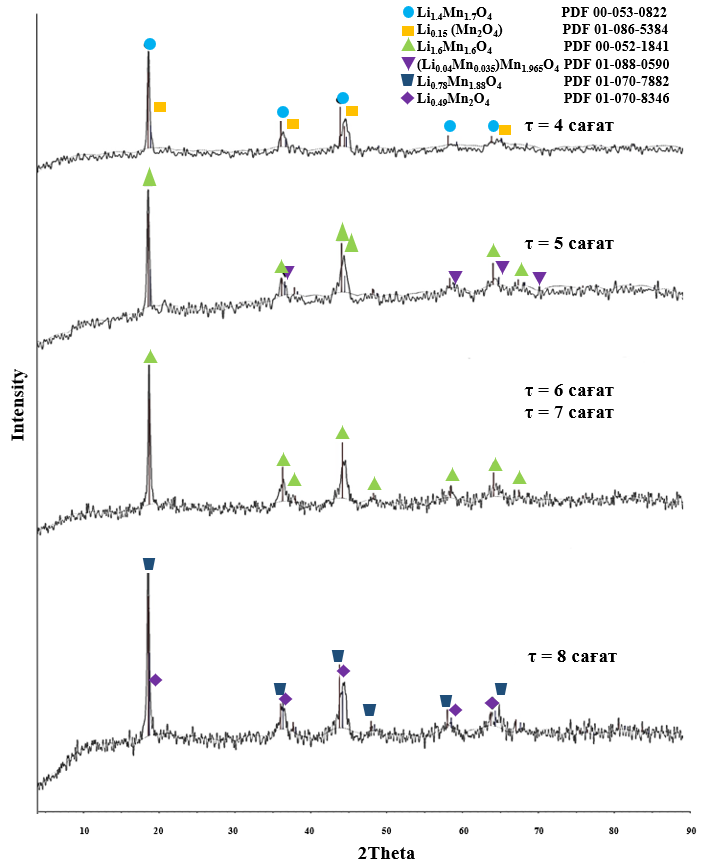 Li1.4Mn1.7O4 PDF 00-053-0822
Li0.15 (Mn2O4) PDF 01-086-5384
Li1.6Mn1.6O4 PDF 00-052-1841
(Li0.04Mn0.035)Mn1.965O4 PDF 01-088-0590
Li0.78Mn1.88O4 PDF 01-070-7882
Li0.49Mn2O4 PDF 01-070-8346
τ = 4 сағат
τ = 5 сағат
τ = 6 сағат
τ = 7 сағат
τ = 8 сағат
Intensity
10 20 30 40 50 60 70 80 90
2Theta